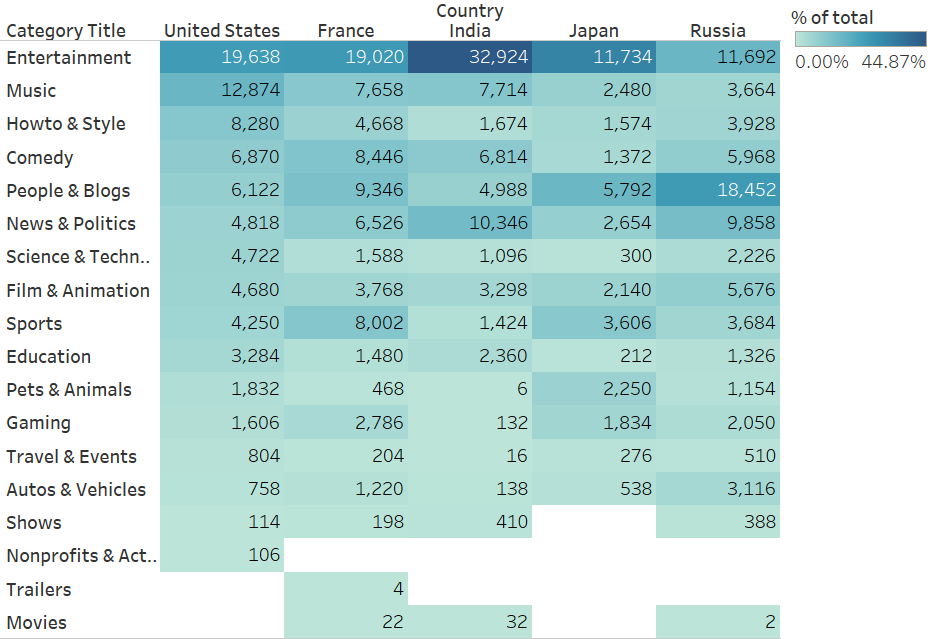 Country
Category Title United States France India Japan Russia
Entertainment 19,638 19,020 32,924 11,734 11,692
Music 12,874 7,658 7,714 2,480 3,664
Howto & Style 8,280 4,668 1,674 1,574 3,928
Comedy 6,870 8,446 6,814 1,372 5,968
People & Blogs 6,122 9,346 4,988 5,792 18,452
News & Politics 4,818 6,526 10,346 2,654 9,858
Science & Techn.. 4,722 1,588 1,096 300 2,226
Film & Animation 4,680 3,768 3,298 2,140 5,676
Sports 4,250 8,002 1,424 3,606 3,684
Education 3,284 1,480 2,360 212 1,326
Pets & Animals 1,832 468 6 2,250 1,154
Gaming 1,606 2,786 132 1,834 2,050
Travel & Events 804 204 16 276 510
Autos & Vehicles 758 1,220 138 538 3,116
Shows 114 198 410 388
Nonprofits & Act.. 106
Trailers 4
Movies 22 32 2
% of total
0.00% 44.87%